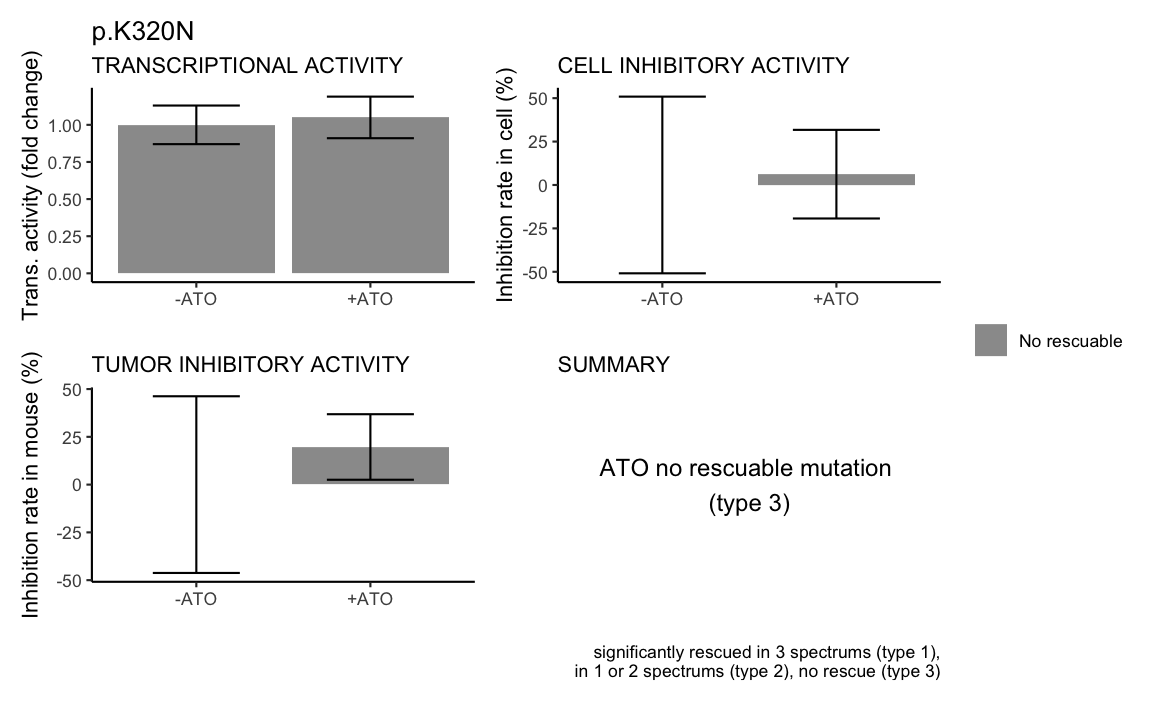 p.K320N
TRANSCRIPTIONAL ACTIVITY
Trans. activity (fold change)
1.00
0.75
0.50
0.25
0.00
-ATO
+ATO
CELL INHIBITORY ACTIVITY
Inhibition rate in cell (%)
50
25
0
-25
-50
-ATO
+ATO
No rescuable
TUMOR INHIBITORY ACTIVITY
Inhibition rate in mouse (%)
50
25
0
-25
-50
-ATO
+ATO
SUMMARY
ATO no rescuable mutation
(type 3)
significantly rescued in 3 spectrums (type 1),
in 1 or 2 spectrums (type 2), no rescue (type 3)